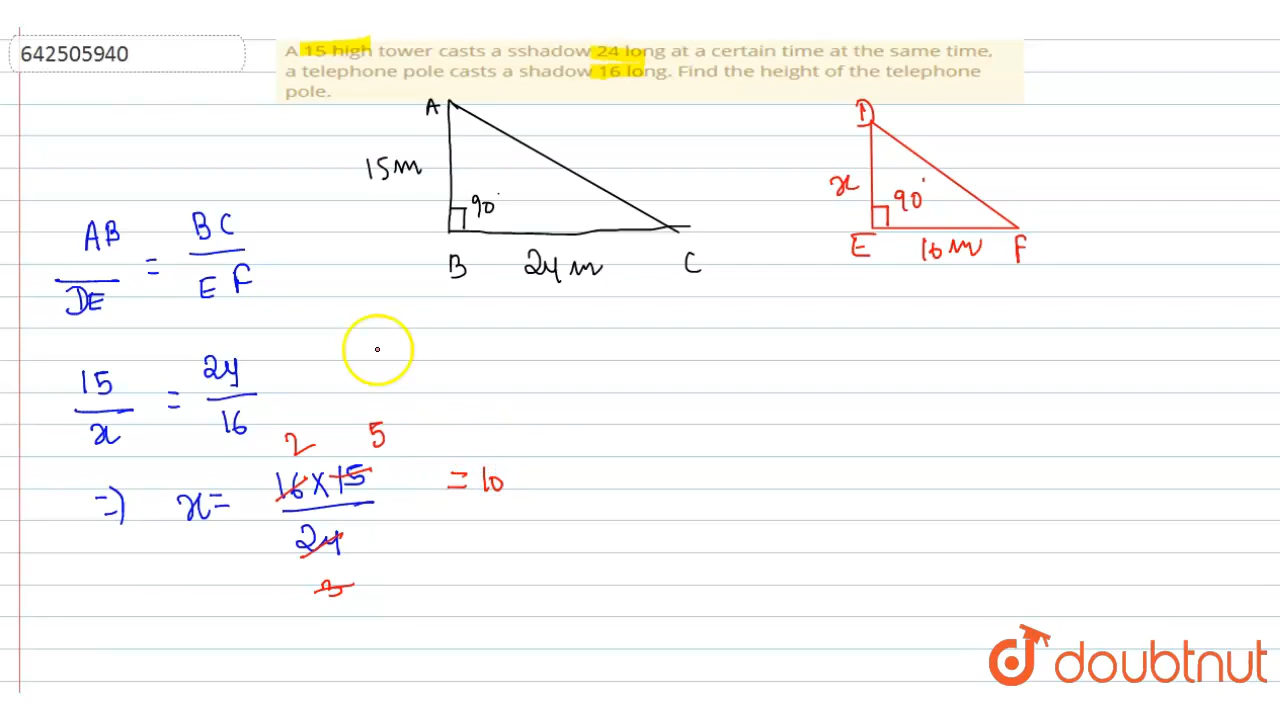 642505940
A 15 high tower casts a sshadow 24 long at a certain time at the same time,
a telephone pole casts a shadow 16 long. Find the height of the telephone
pole.
A
15m
90°
B 24 m C
D
x
90°
E 16 m F
AB/DE = BC/EF
15/x = 24/16
2 5
=) x = 16×15/24 = 10
3
doubtnut